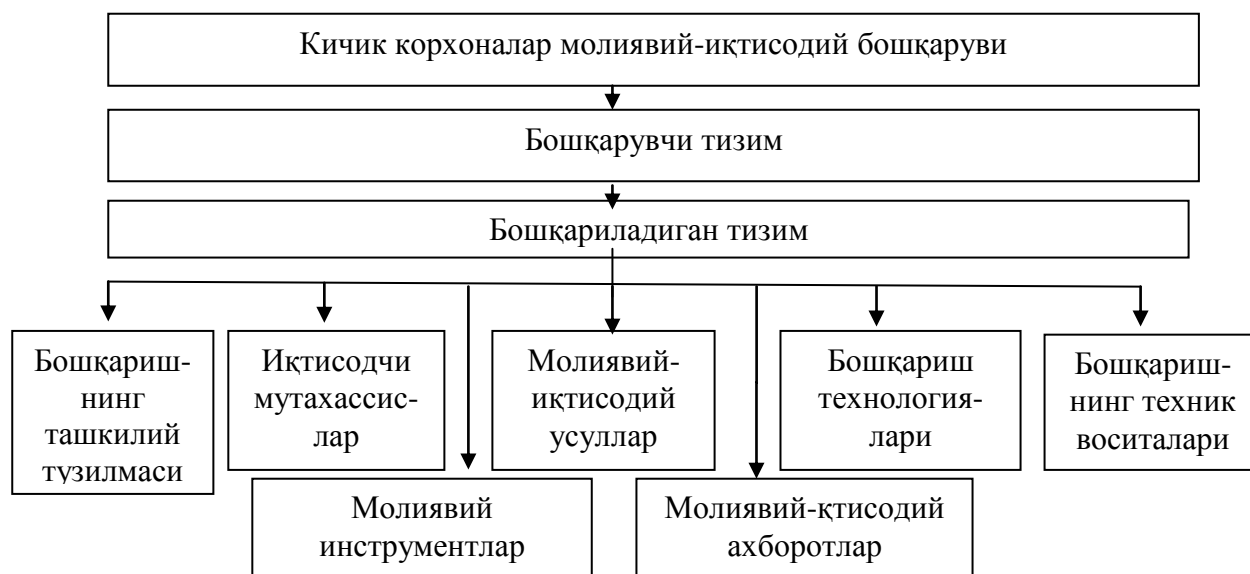 Кичик корхоналар молиявий-иқтисодий бошқаруви
Бошқарувчи тизим
Бошқариладиган тизим
Бошқариш-
нинг
ташкилий
тузилмаси
Иқтисодчи
мутахассис-
лар
Молиявий-
иқтисодий
усуллар
Бошқариш
технология-
лари
Бошқариш-
нинг техник
воситалари
Молиявий
инструментлар
Молиявий-қтисодий
ахборотлар